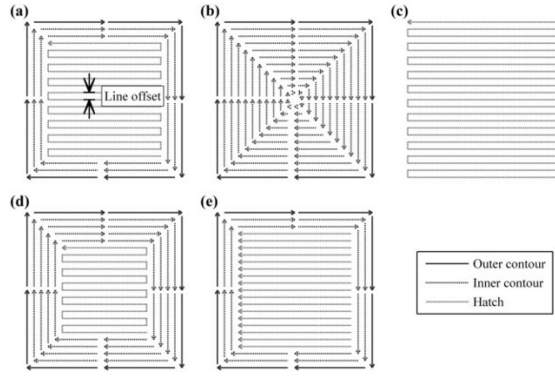 (a)
(b)
(c)
Line offset
(d)
(e)
Outer contour
Inner contour
Hatch